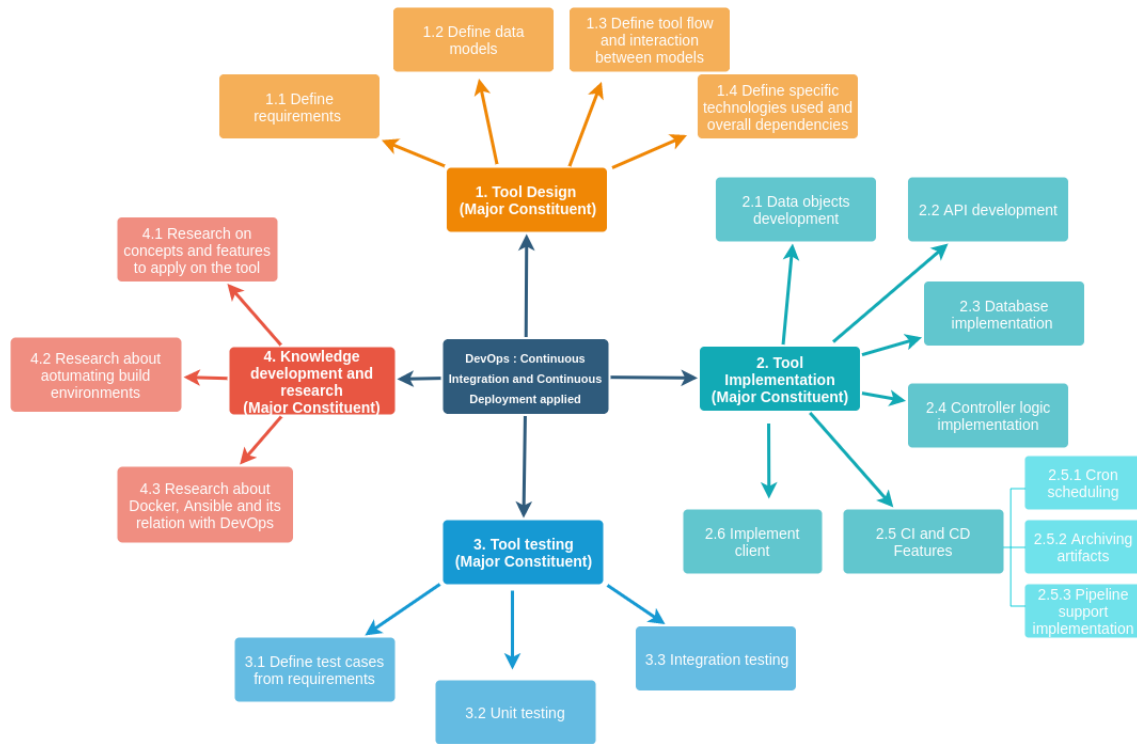 1.2 Define data
models
1.3 Define tool flow
and interaction
between models
1.1 Define
requirements
1.4 Define specific
technologies used and
overall dependencies
1. Tool Design
(Major Constituent)
2.1 Data objects
development
2.2 API development
4.1 Research on
concepts and features
to apply on the tool
2.3 Database
implementation
4.2 Research about
aotumating build
environments
4. Knowledge
development and
research
(Major Constituent)
DevOps : Continuous
Integration and Continuous
Deployment applied
2. Tool
Implementation
(Major Constituent)
2.4 Controller logic
implementation
4.3 Research about
Docker, Ansible and its
relation with DevOps
2.5.1 Cron
scheduling
3. Tool testing
(Major Constituent)
2.6 Implement
client
2.5 CI and CD
Features
2.5.2 Archiving
artifacts
2.5.3 Pipeline
support
implementation
3.1 Define test cases
from requirements
3.2 Unit testing
3.3 Integration testing